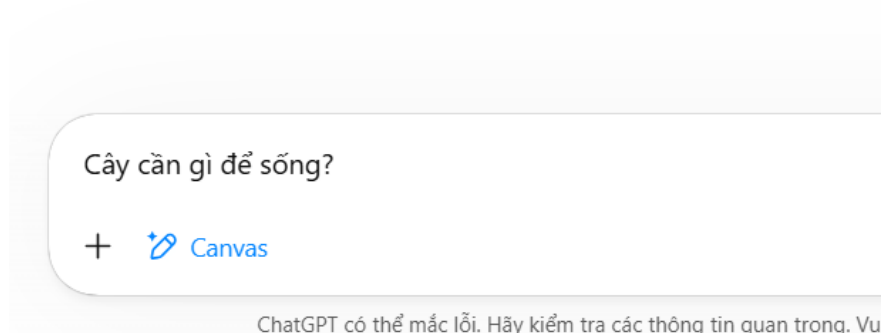 Cây cần gì để sống?
Canvas
ChatGPT có thể mắc lỗi. Hãy kiểm tra các thông tin quan trọng. Vu